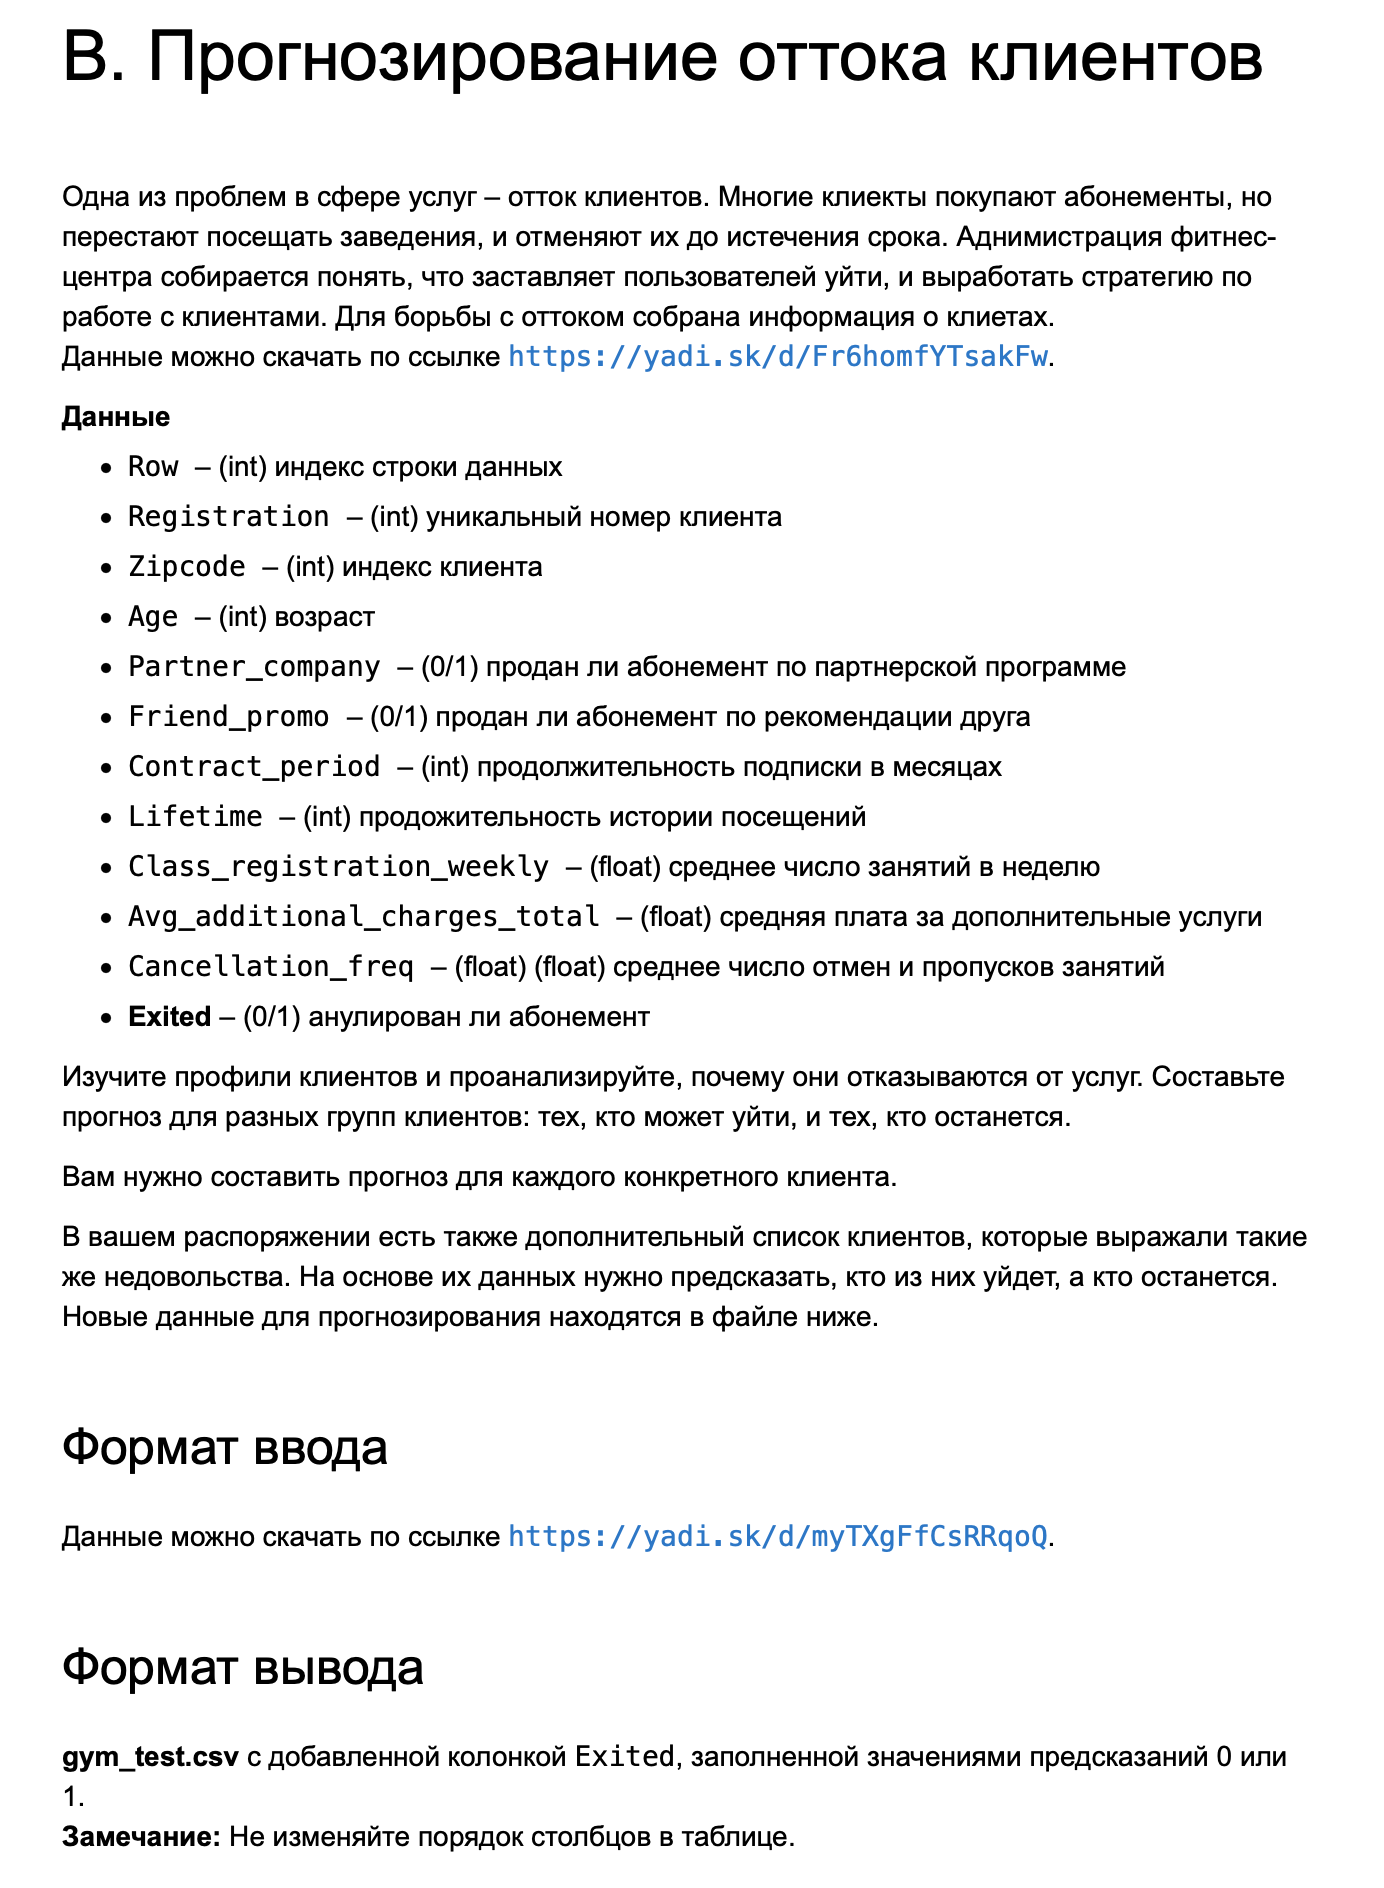 В. Прогнозирование оттока клиентов
Одна из проблем в сфере услуг – отток клиентов. Многие клиекты покупают абонементы, но
перестают посещать заведения, и отменяют их до истечения срока. Аднимистрация фитнес-
центра собирается понять, что заставляет пользователей уйти, и выработать стратегию по
работе с клиентами. Для борьбы с оттоком собрана информация о клиетах.
Данные можно скачать по ссылке https://yadi.sk/d/Fr6homfYTsakFw.
Данные
• Row – (int) индекс строки данных
• Registration – (int) уникальный номер клиента
• Zipcode – (int) индекс клиента
• Age – (int) возраст
• Partner_company – (0/1) продан ли абонемент по партнерской программе
• Friend_promo – (0/1) продан ли абонемент по рекомендации друга
• Contract_period – (int) продолжительность подписки в месяцах
• Lifetime – (int) продожительность истории посещений
• Class_registration_weekly – (float) среднее число занятий в неделю
• Avg_additional_charges_total – (float) средняя плата за дополнительные услуги
• Cancellation_freq – (float) (float) среднее число отмен и пропусков занятий
• Exited – (0/1) анулирован ли абонемент
Изучите профили клиентов и проанализируйте, почему они отказываются от услуг. Составьте
прогноз для разных групп клиентов: тех, кто может уйти, и тех, кто останется.
Вам нужно составить прогноз для каждого конкретного клиента.
В вашем распоряжении есть также дополнительный список клиентов, которые выражали такие
же недовольства. На основе их данных нужно предсказать, кто из них уйдет, а кто останется.
Новые данные для прогнозирования находятся в файле ниже.
Формат ввода
Данные можно скачать по ссылке https://yadi.sk/d/myTXgFfCsRRqoQ.
Формат вывода
gym_test.csv с добавленной колонкой Exited, заполненной значениями предсказаний 0 или
1.
Замечание: Не изменяйте порядок столбцов в таблице.